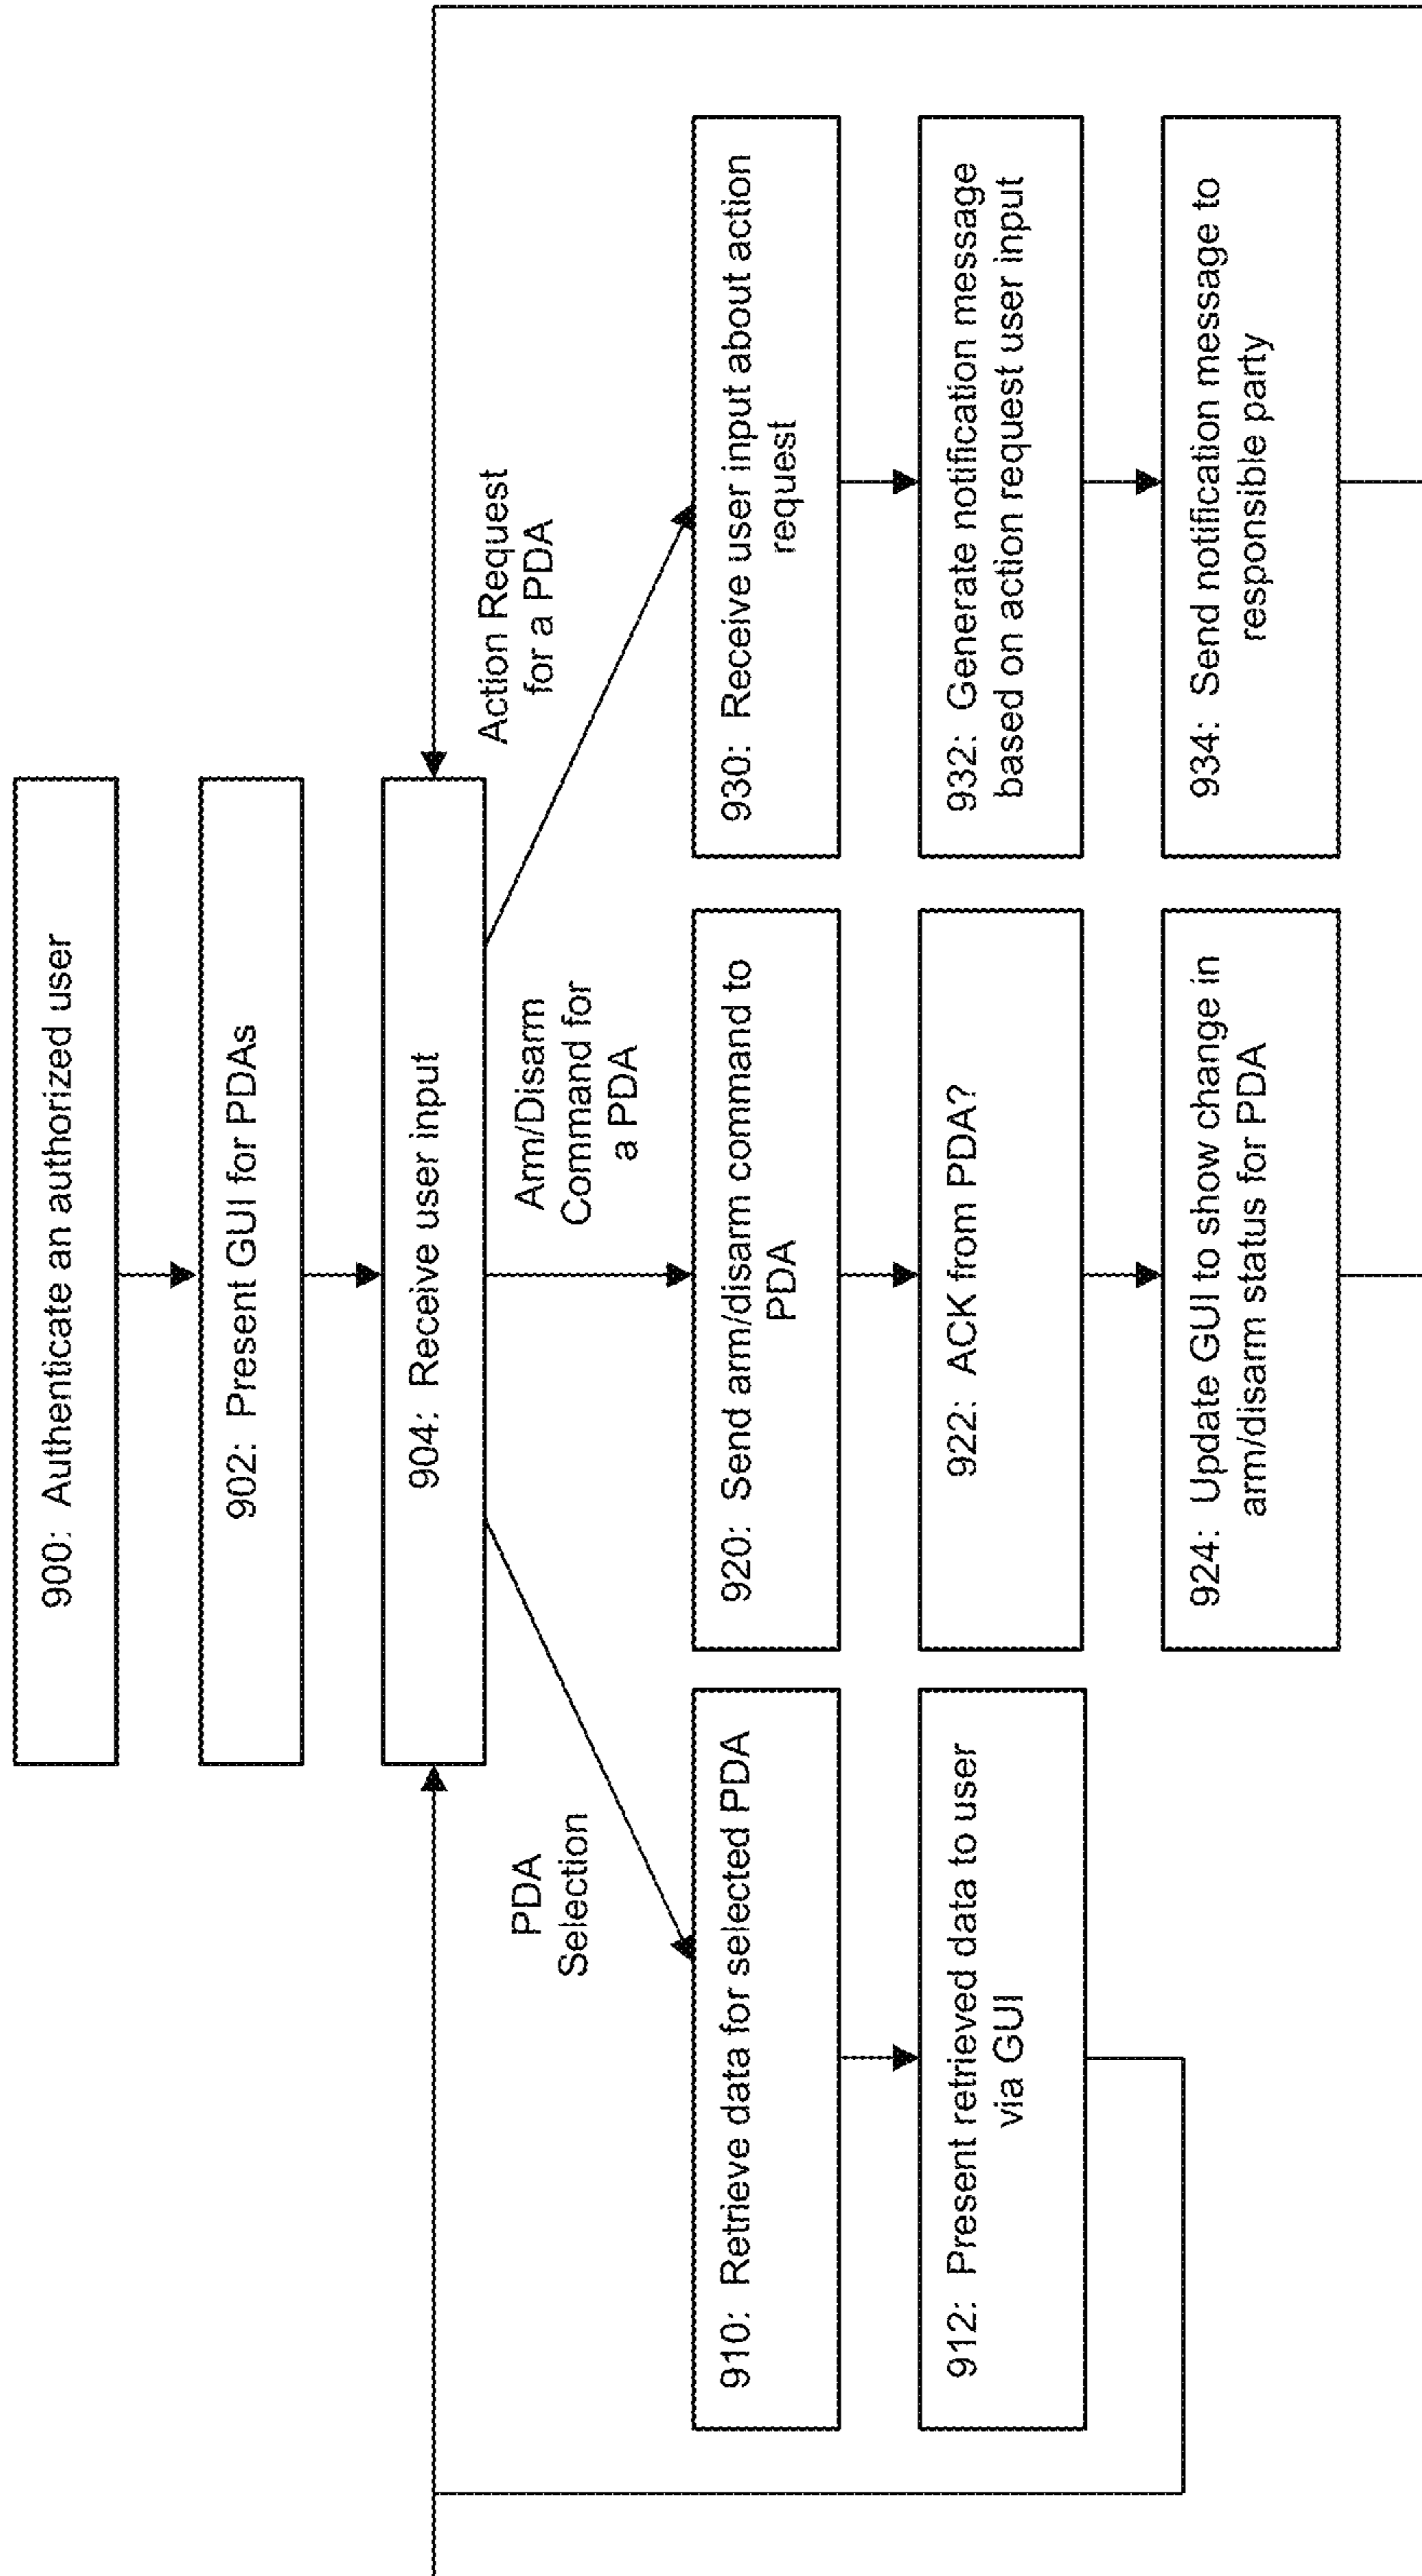 900: Authenticate an authorized user
902: Present GUI for PDAs
904: Receive user input
PDA
Selection
Arm/Disarm
Command for
a PDA
Action Request
for a PDA
910: Retrieve data for selected PDA
912: Present retrieved data to user
via GUI
920: Send arm/disarm command to
PDA
922: ACK from PDA?
924: Update GUI to show change in
arm/disarm status for PDA
930: Receive user input about action
request
932: Generate notification message
based on action request user input
934: Send notification message to
responsible party